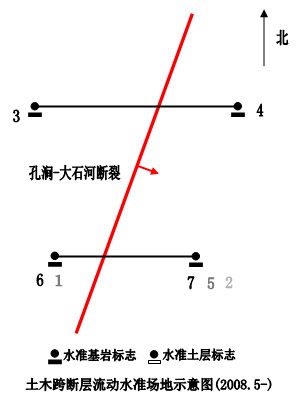 北
3
4
孔涧-大石河断裂
6 1
7 5 2
水准基岩标志 水准土层标志
土木跨断层流动水准场地示意图(2008.5-)